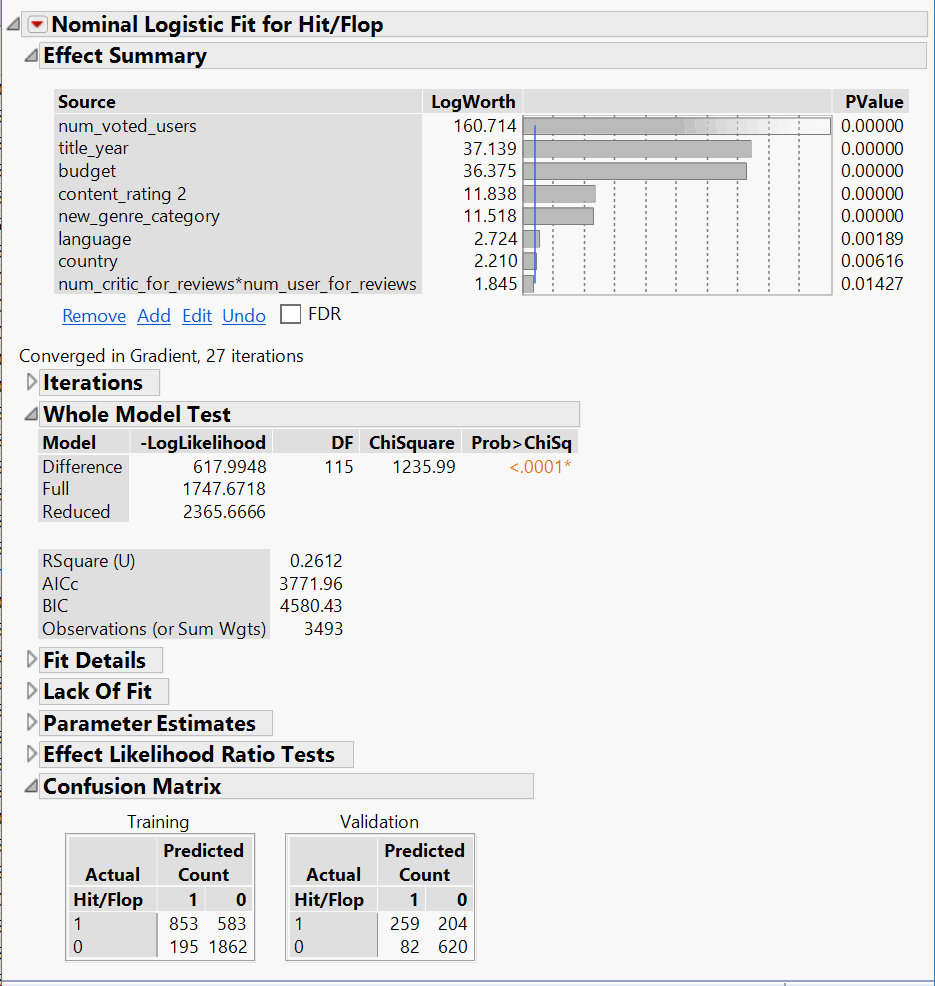 Nominal Logistic Fit for Hit/Flop
Effect Summary
Source LogWorth PValue
num_voted_users 160.714 0.00000
title_year 37.139 0.00000
budget 36.375 0.00000
content_rating 2 11.838 0.00000
new_genre_category 11.518 0.00000
language 2.724 0.00189
country 2.210 0.00616
num_critic_for_reviews*num_user_for_reviews 1.845 0.01427
Remove Add Edit Undo FDR
Converged in Gradient, 27 iterations
Iterations
Whole Model Test
Model -LogLikelihood DF ChiSquare Prob>ChiSq
Difference 617.9948 115 1235.99 <.0001*
Full 1747.6718
Reduced 2365.6666
RSquare (U) 0.2612
AICc 3771.96
BIC 4580.43
Observations (or Sum Wgts) 3493
Fit Details
Lack Of Fit
Parameter Estimates
Effect Likelihood Ratio Tests
Confusion Matrix
Training Validation
Predicted Predicted
Actual Count Actual Count
Hit/Flop 1 0 Hit/Flop 1 0
1 853 583 1 259 204
0 195 1862 0 82 620